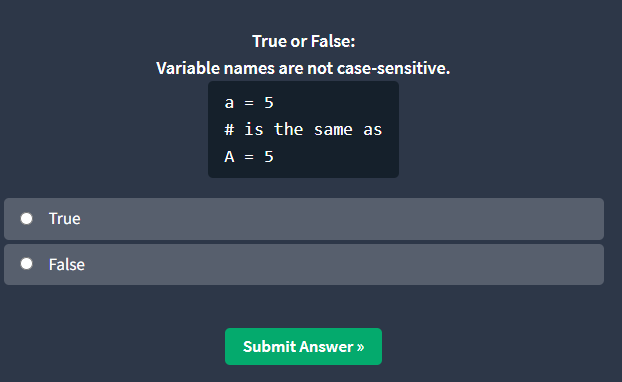 True or False:
Variable names are not case-sensitive.
a = 5
# is the same as
A = 5
True
False
Submit Answer »